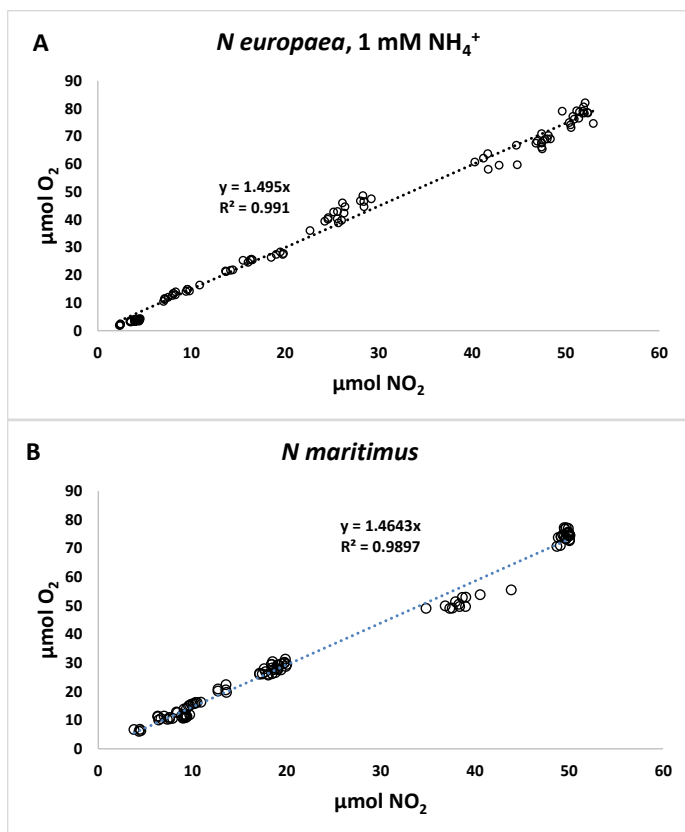 A
N europaea, 1 mM NH₄⁺
90
80
70
60
50
40
30
20
10
0
y = 1.495x
R² = 0.991
µmol O₂
0 10 20 30 40 50 60
µmol NO₂
B
N maritimus
90
80
70
60
50
40
30
20
10
0
y = 1.4643x
R² = 0.9897
µmol O₂
0 10 20 30 40 50 60
µmol NO₂